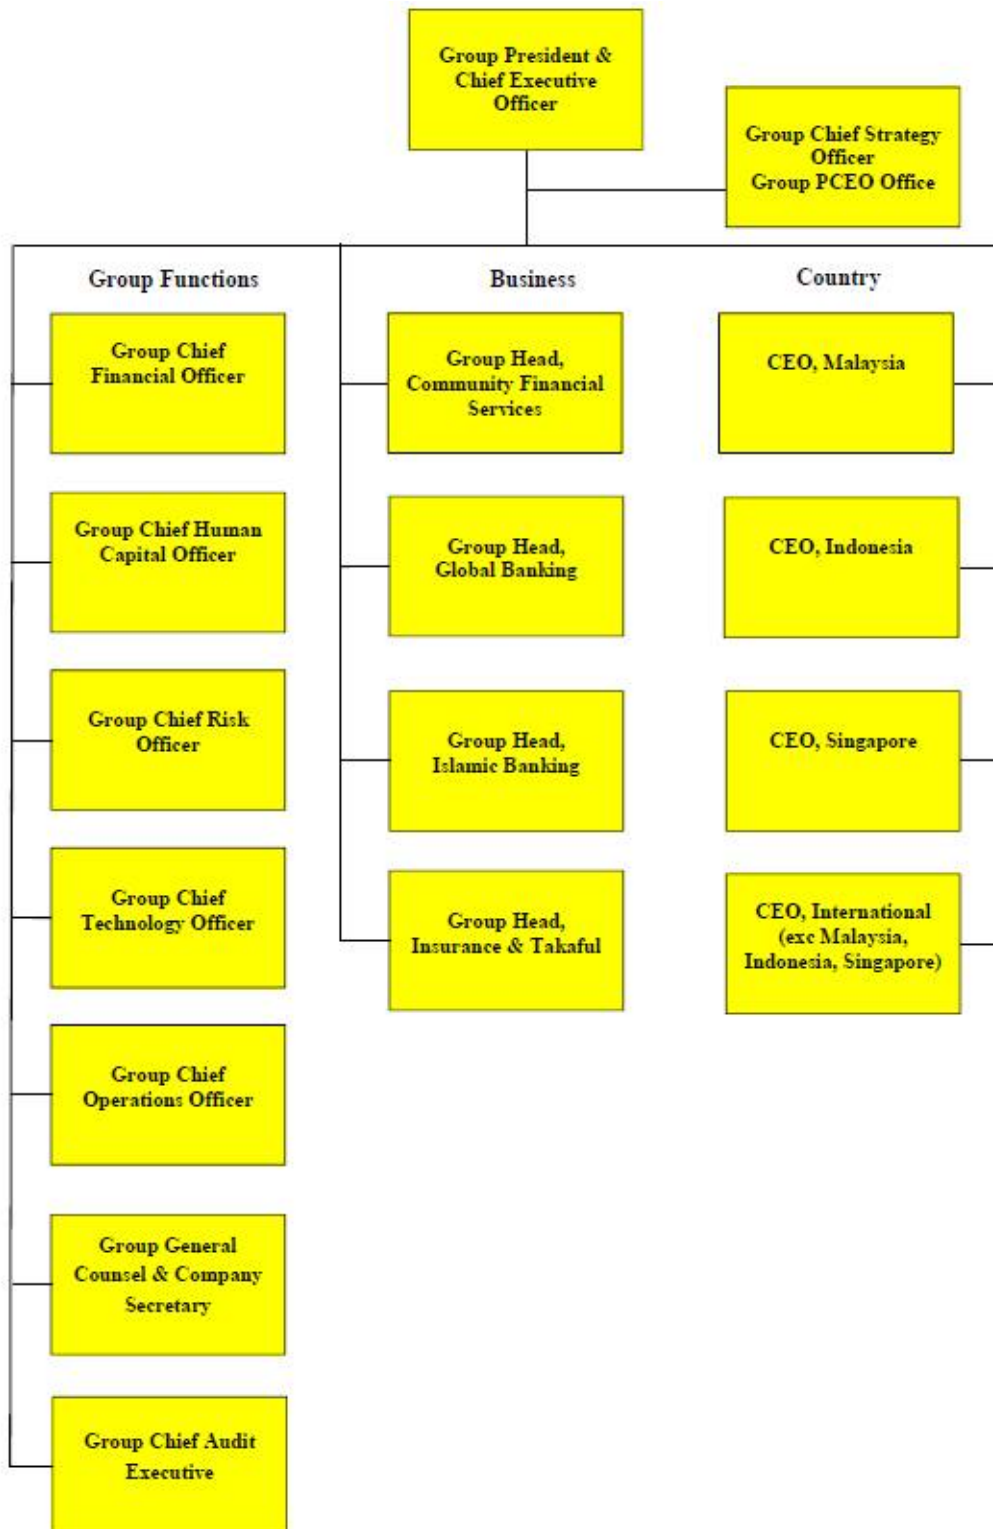 Group President &
Chief Executive
Officer
Group Chief Strategy
Officer
Group PCEO Office
Group Functions
Group Chief
Financial Officer
Group Chief Human
Capital Officer
Group Chief Risk
Officer
Group Chief
Technology Officer
Group Chief
Operations Officer
Group General
Counsel & Company
Secretary
Group Chief Audit
Executive
Business
Group Head,
Community Financial
Services
Group Head,
Global Banking
Group Head,
Islamic Banking
Group Head,
Insurance & Takaful
Country
CEO, Malaysia
CEO, Indonesia
CEO, Singapore
CEO, International
(exc Malaysia,
Indonesia, Singapore)